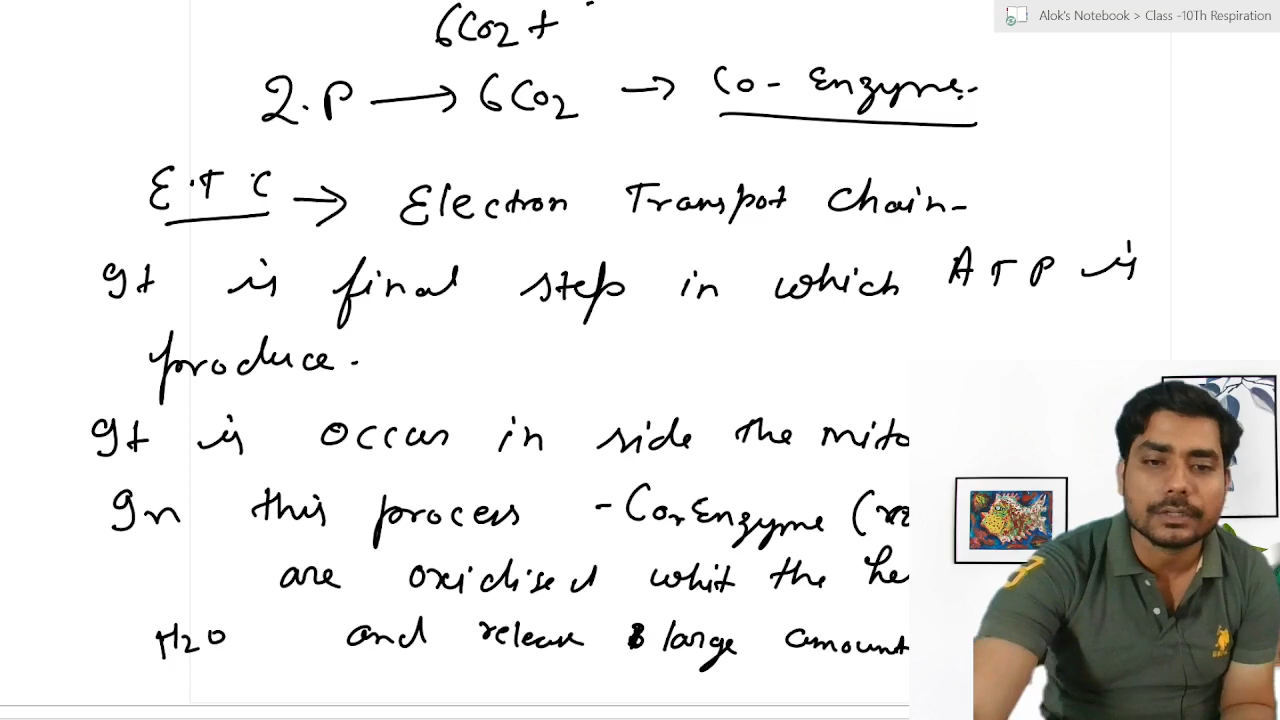 Alok's Notebook > Class -10Th Respiration
6CO2 +
2.P → 6CO2 → Co-Enzyme.
E.T.C → Electron Transpot chain-
It is final step in which ATP is
produce.
It is occur in side the mito
In this process - Co-Enzyme (
are oxidised whit the he
H2O and release large amount